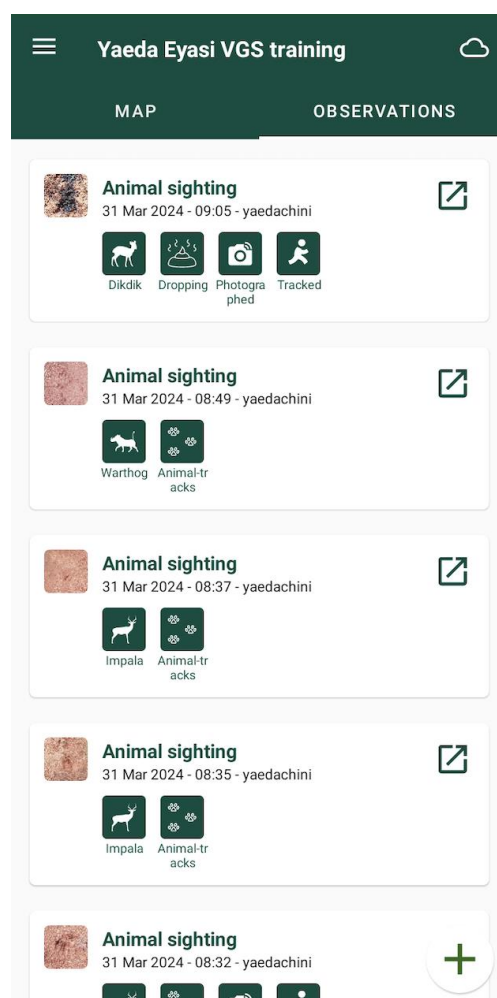 Yaeda Eyasi VGS training
MAP
OBSERVATIONS
Animal sighting
31 Mar 2024 - 09:05 - yaedachini
Dikdik
Dropping
Photogra
phed
Tracked
Animal sighting
31 Mar 2024 - 08:49 - yaedachini
Warthog
Animal-tr
acks
Animal sighting
31 Mar 2024 - 08:37 - yaedachini
Impala
Animal-tr
acks
Animal sighting
31 Mar 2024 - 08:35 - yaedachini
Impala
Animal-tr
acks
Animal sighting
31 Mar 2024 - 08:32 - yaedachini